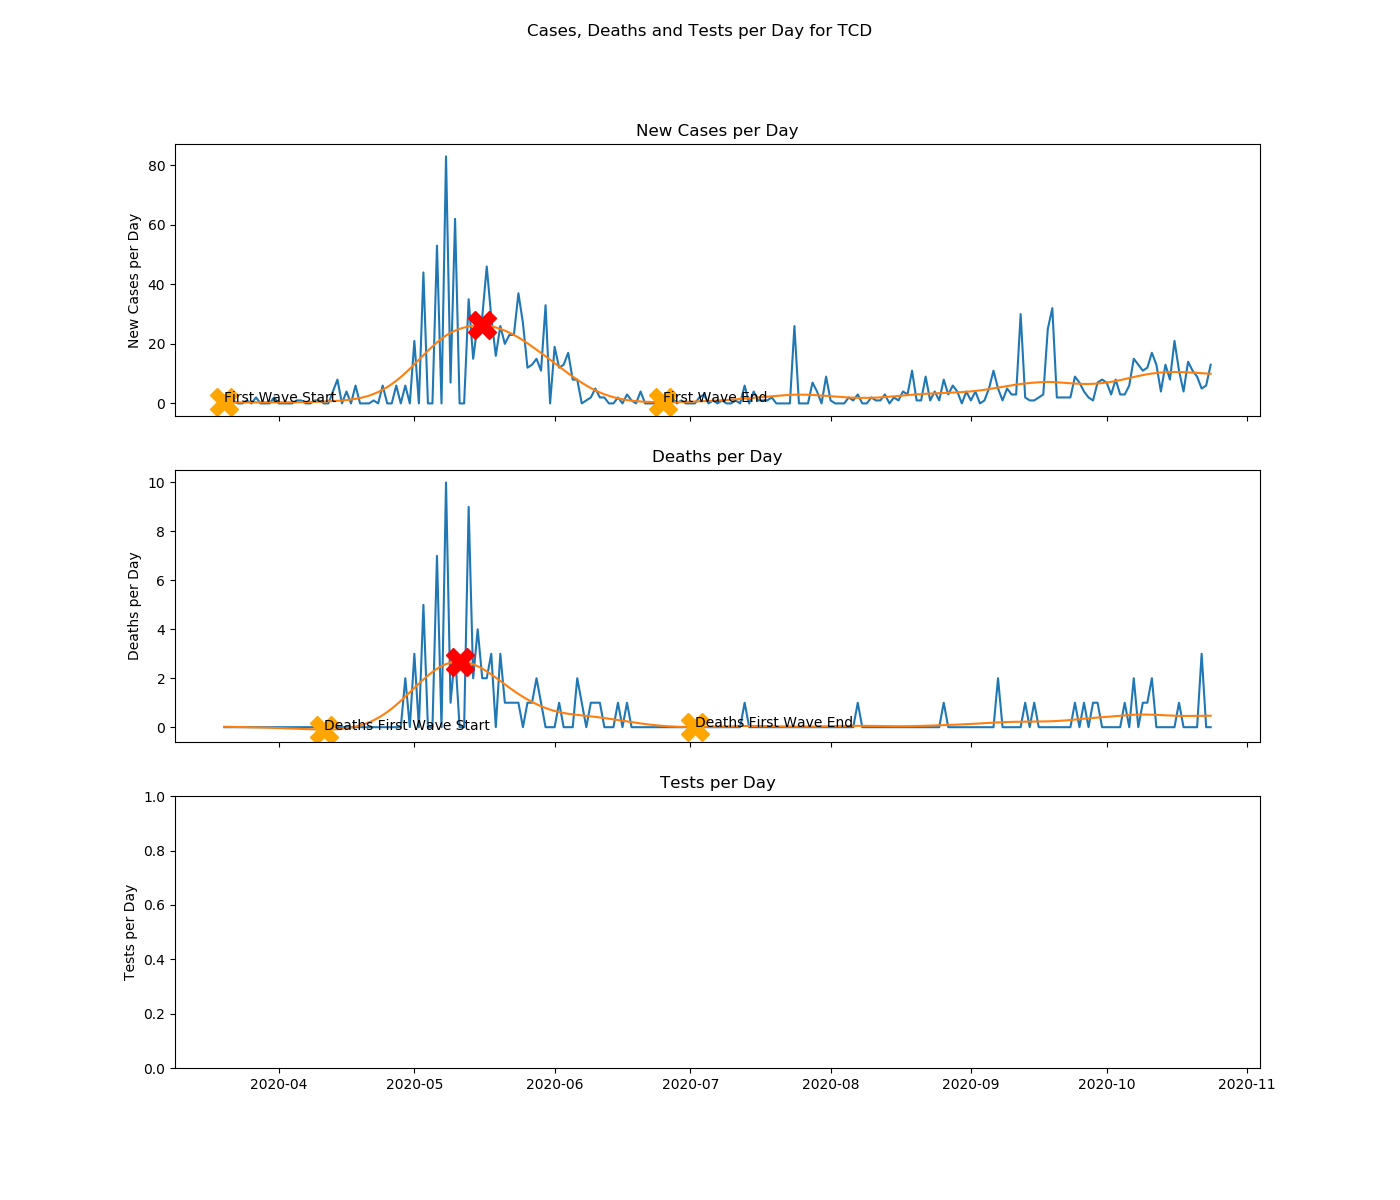 Cases, Deaths and Tests per Day for TCD
New Cases per Day
New Cases per Day
80
60
40
20
0
First Wave Start
First Wave End
Deaths per Day
Deaths per Day
10
8
6
4
2
0
Deaths First Wave Start
Deaths First Wave End
Tests per Day
Tests per Day
1.0
0.8
0.6
0.4
0.2
0.0
2020-04 2020-05 2020-06 2020-07 2020-08 2020-09 2020-10 2020-11